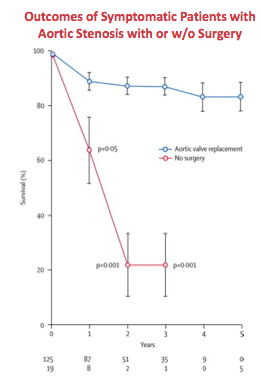 Outcomes of Symptomatic Patients with
Aortic Stenosis with or w/o Surgery
100
80
60
40
20
0
Survival (%)
p<0·05
Aortic valve replacement
No surgery
p<0·001
p<0·001
0 1 2 3 4 5
Years
125 87 51 35 9 0
19 8 2 1 0 5